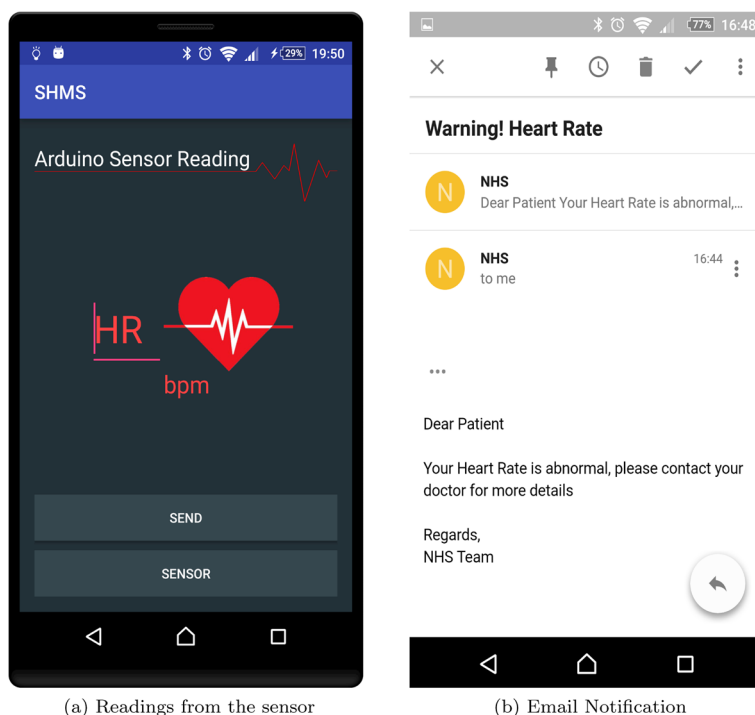 29% 19:50
SHMS
Arduino Sensor Reading
HR
bpm
SEND
SENSOR
(a) Readings from the sensor
77% 16:48
Warning! Heart Rate
N
NHS
Dear Patient Your Heart Rate is abnormal,...
N
NHS
16:44
to me
Dear Patient
Your Heart Rate is abnormal, please contact your
doctor for more details
Regards,
NHS Team
(b) Email Notification